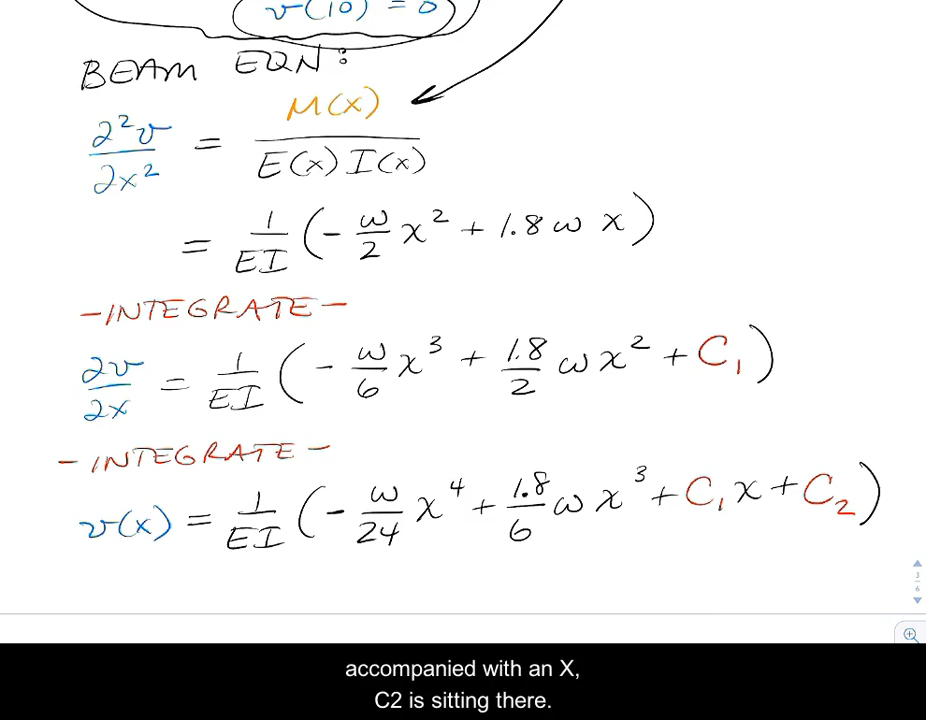 v(10) = 0
BEAM EQN:
∂²v/∂x² = M(x)/E(x)I(x)
= 1/EI (- ω/2 x² + 1.8 ω x)
- INTEGRATE -
∂v/∂x = 1/EI (- ω/6 x³ + 1.8/2 ω x² + C₁)
- INTEGRATE -
v(x) = 1/EI (- ω/24 x⁴ + 1.8/6 ω x³ + C₁x + C₂)
3
6
accompanied with an X,
C2 is sitting there.